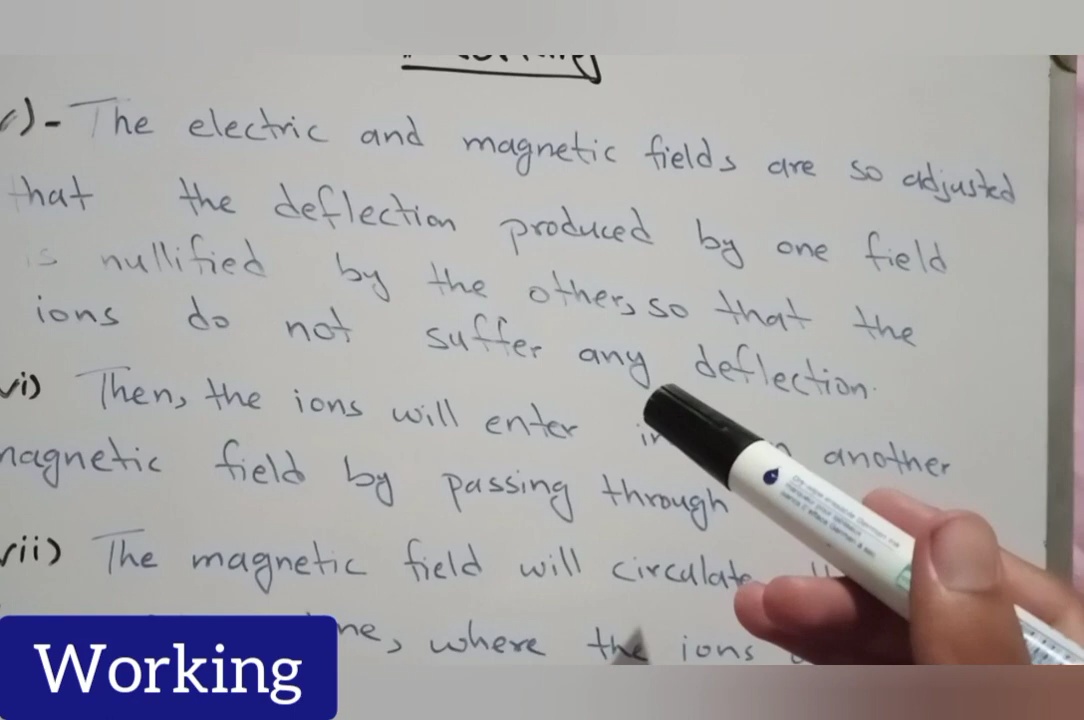 v)- The electric and magnetic fields are so adjusted
that the deflection produced by one field
is nullified by the other, so that the
ions do not suffer any deflection.
vi) Then, the ions will enter another
magnetic field by passing through
vii) The magnetic field will circulate
where the ions
Working